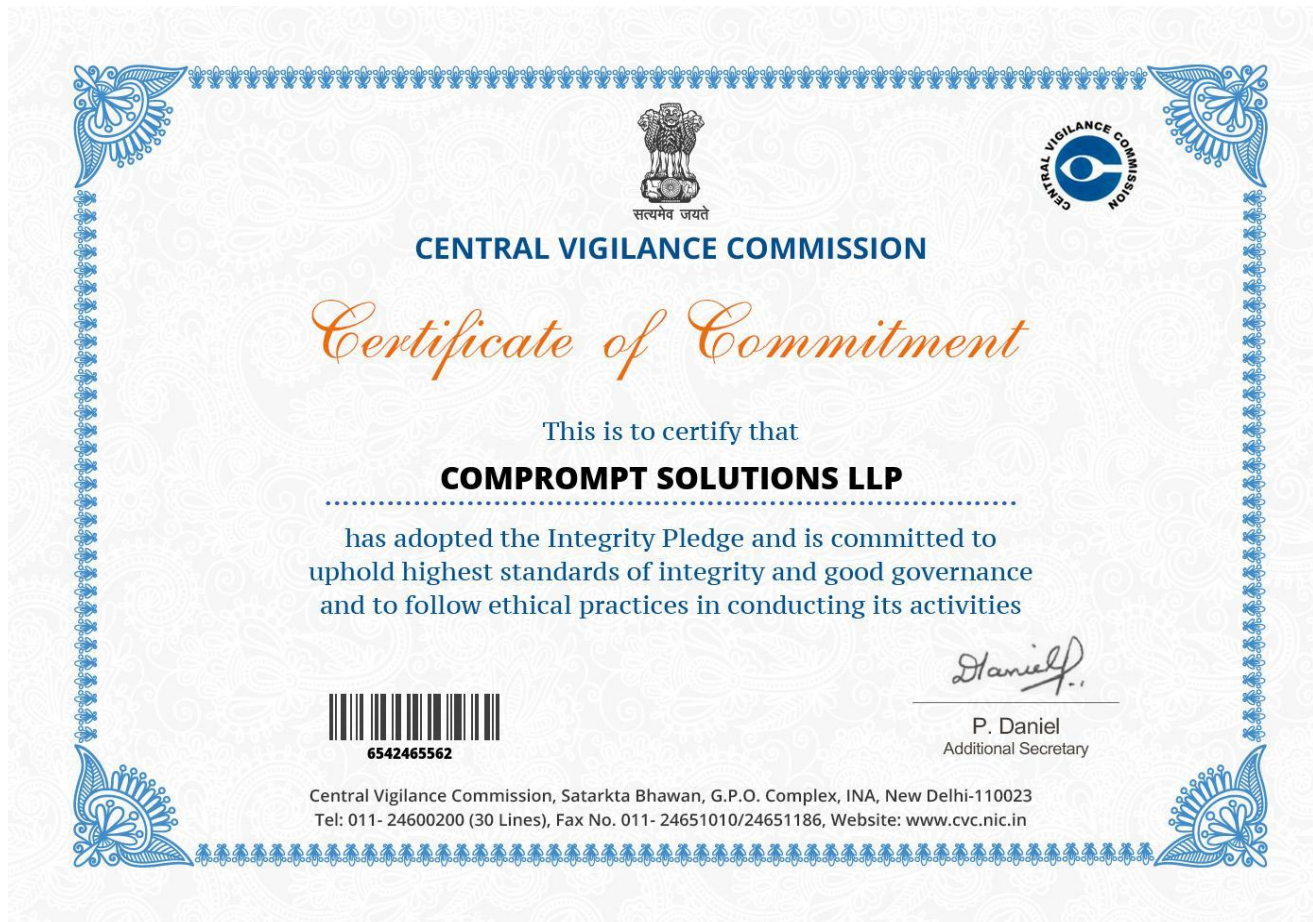 सत्यमेव जयते
CENTRAL VIGILANCE COMMISSION
CENTRAL VIGILANCE COMMISSION
Certificate of Commitment
This is to certify that
COMPROMPT SOLUTIONS LLP
has adopted the Integrity Pledge and is committed to
uphold highest standards of integrity and good governance
and to follow ethical practices in conducting its activities
Daniel P.
6542465562
P. Daniel
Additional Secretary
Central Vigilance Commission, Satarkta Bhawan, G.P.O. Complex, INA, New Delhi-110023
Tel: 011- 24600200 (30 Lines), Fax No. 011- 24651010/24651186, Website: www.cvc.nic.in